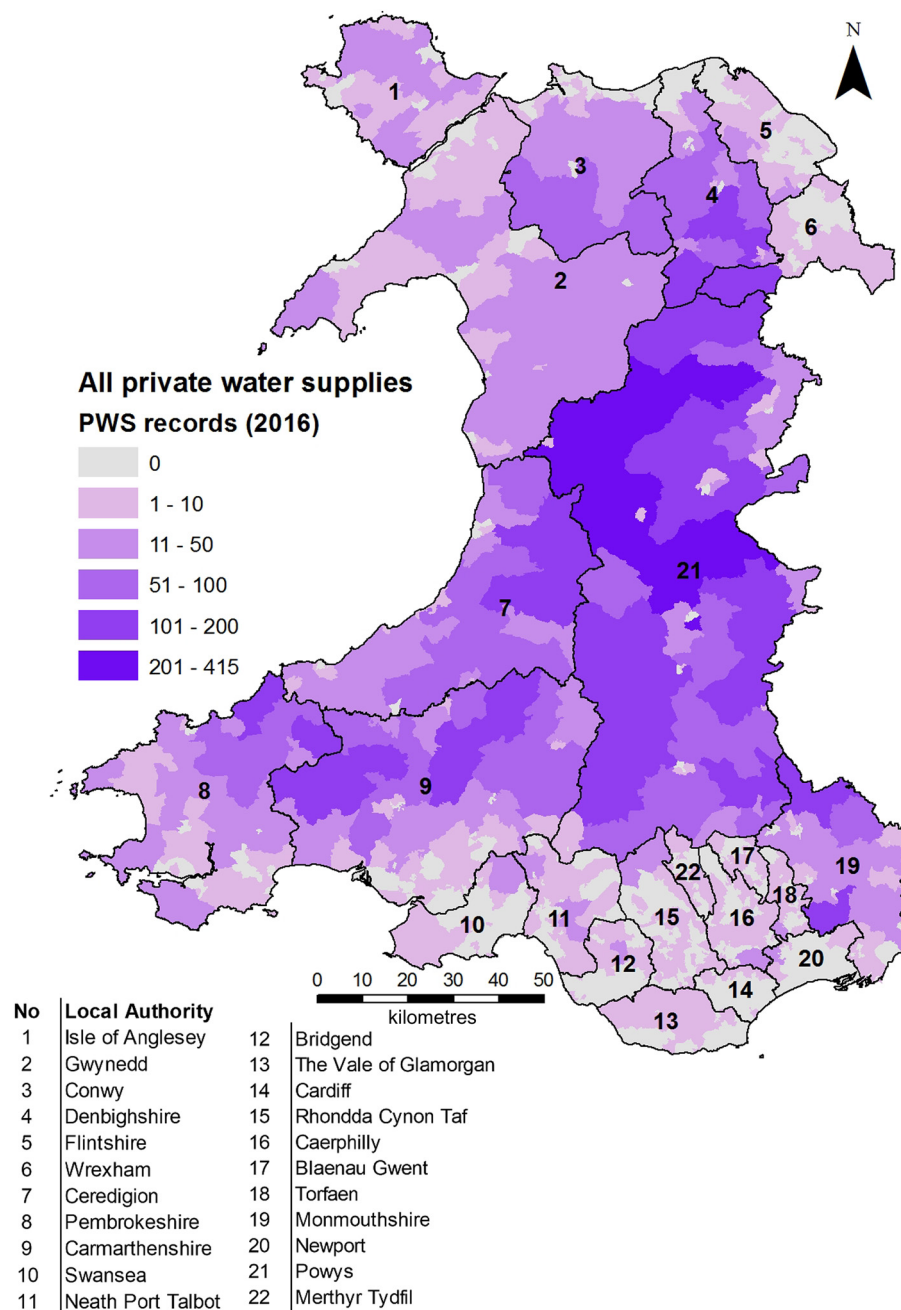 N
1
5
3
4
6
2
All private water supplies
PWS records (2016)
0
1 - 10
11 - 50
51 - 100
101 - 200
201 - 415
21
7
8
9
17
19
22
18
10
11
15
16
12
20
14
13
0 10 20 30 40 50
kilometres
No Local Authority
1 Isle of Anglesey 12 Bridgend
2 Gwynedd 13 The Vale of Glamorgan
3 Conwy 14 Cardiff
4 Denbighshire 15 Rhondda Cynon Taf
5 Flintshire 16 Caerphilly
6 Wrexham 17 Blaenau Gwent
7 Ceredigion 18 Torfaen
8 Pembrokeshire 19 Monmouthshire
9 Carmarthenshire 20 Newport
10 Swansea 21 Powys
11 Neath Port Talbot 22 Merthyr Tydfil